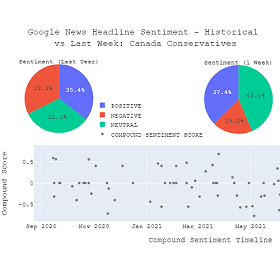 Google News Headline Sentiment - Historical
vs Last Week: Canada Conservatives
Sentiment (Last Year)
Sentiment (1 Week)
32.3%
35.4%
32.3%
37.4%
43.4%
19.2%
POSITIVE
NEGATIVE
NEUTRAL
COMPOUND SENTIMENT SCORE
Compound Score
0.5
0
−0.5
Sep 2020
Nov 2020
Jan 2021
Mar 2021
May 2021
Compound Sentiment Timeline